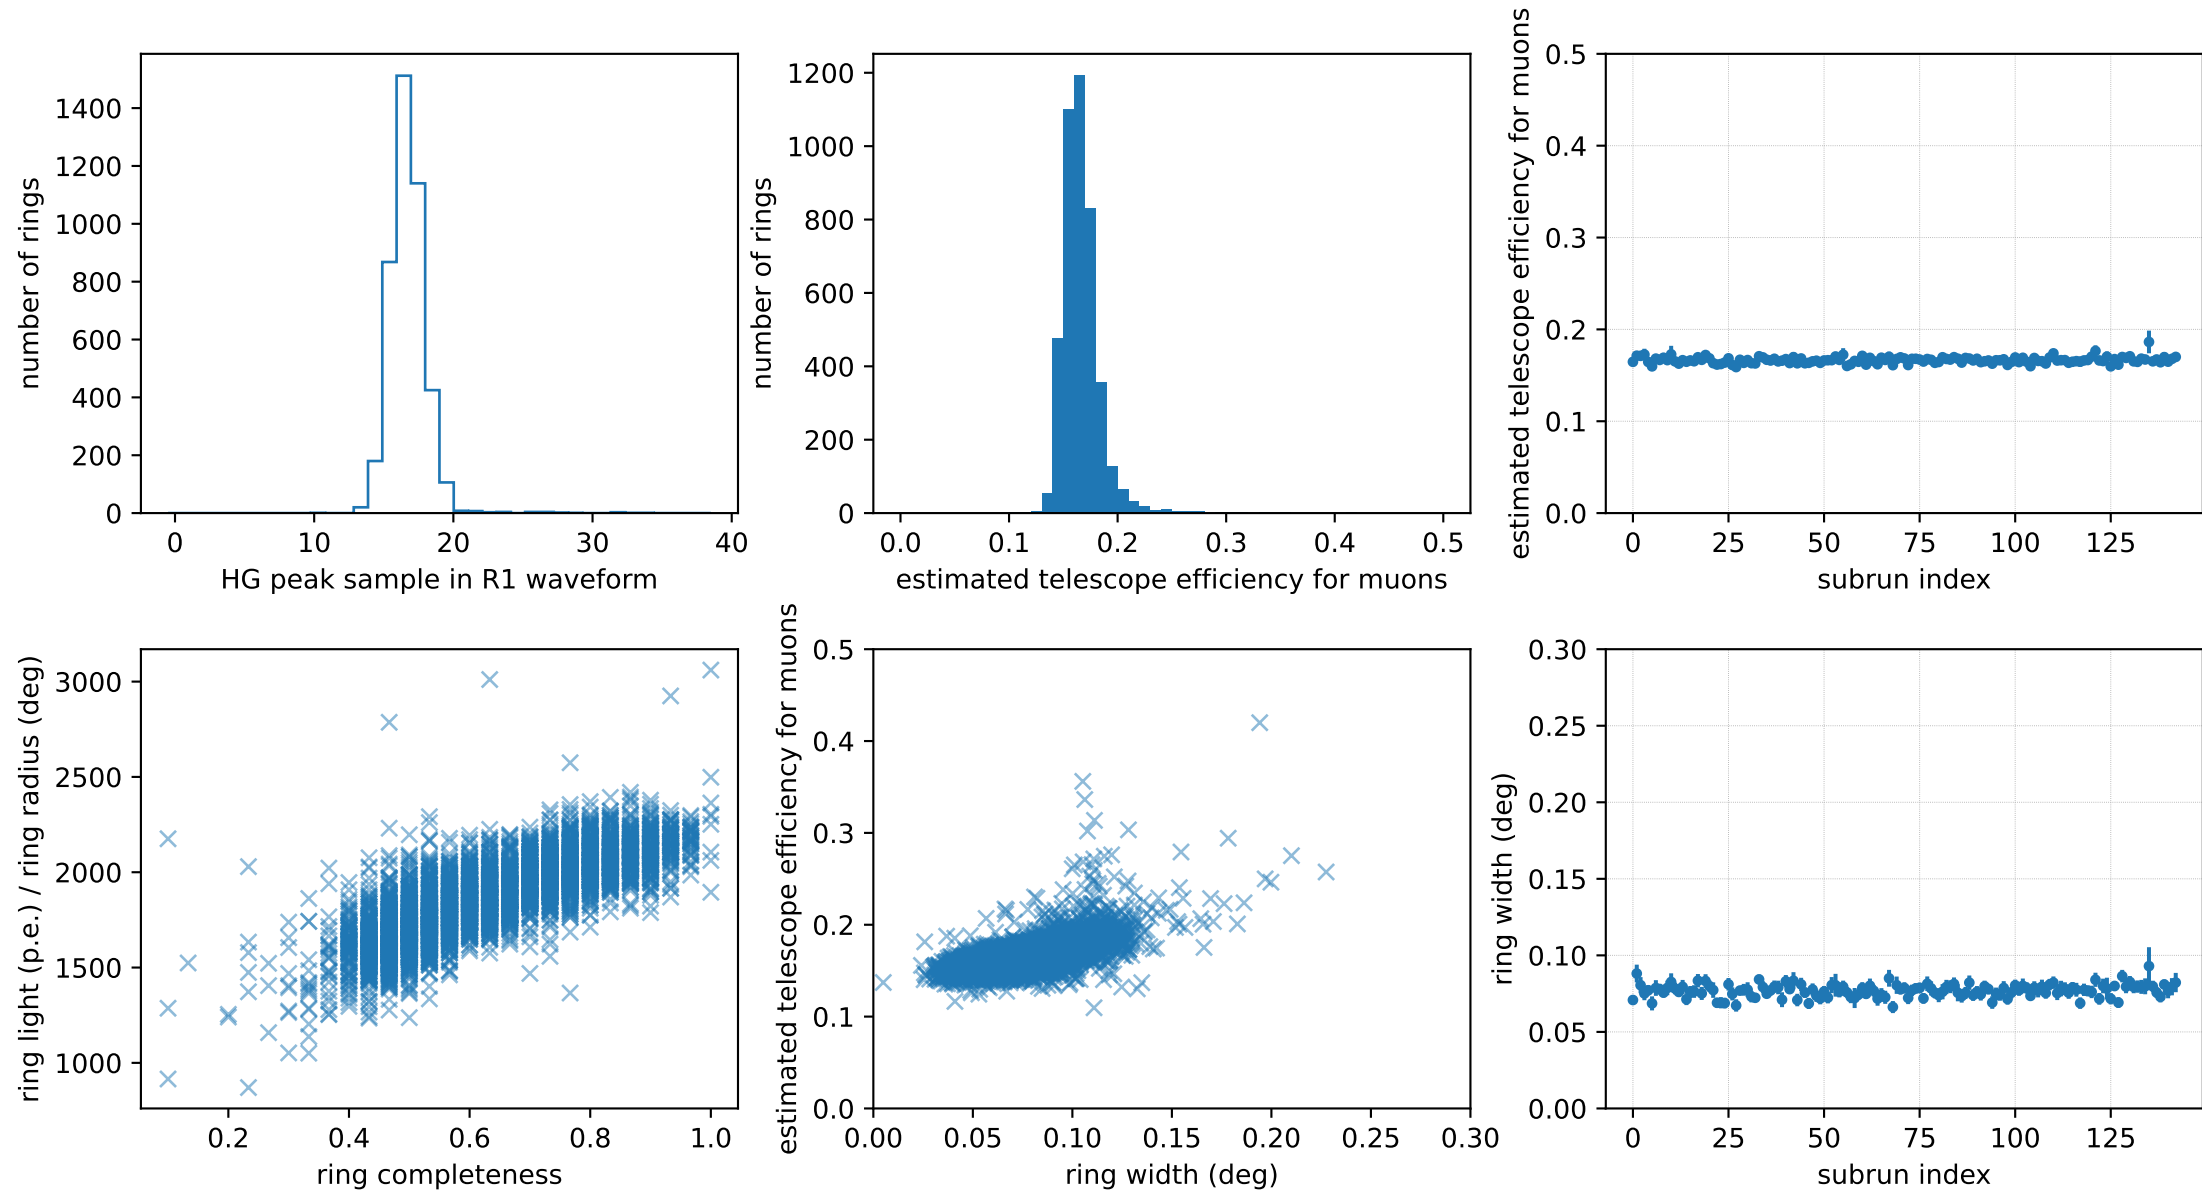 number of rings
1400
1200
1000
800
600
400
200
0
0 10 20 30 40
HG peak sample in R1 waveform
number of rings
1200
1000
800
600
400
200
0
0.0 0.1 0.2 0.3 0.4 0.5
estimated telescope efficiency for muons
estimated telescope efficiency for muons
0.5
0.4
0.3
0.2
0.1
0.0
0 25 50 75 100 125
subrun index
ring light (p.e.) / ring radius (deg)
3000
2500
2000
1500
1000
0.2 0.4 0.6 0.8 1.0
ring completeness
estimated telescope efficiency for muons
0.5
0.4
0.3
0.2
0.1
0.0
0.00 0.05 0.10 0.15 0.20 0.25 0.30
ring width (deg)
ring width (deg)
0.30
0.25
0.20
0.15
0.10
0.05
0.00
0 25 50 75 100 125
subrun index